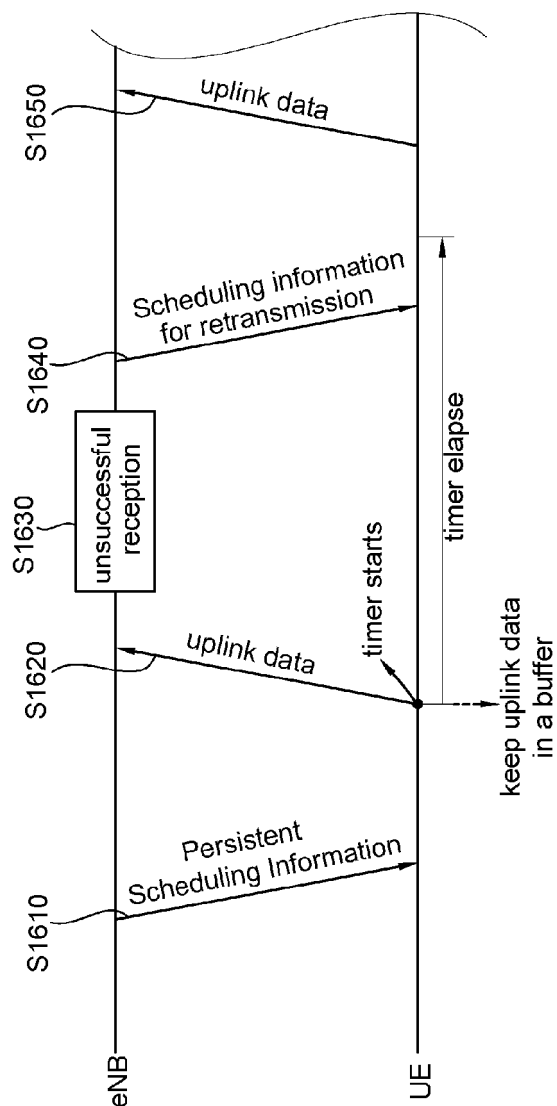 eNB
UE
S1610
Persistent
Scheduling Information
S1620
uplink data
timer starts
keep uplink data
in a buffer
timer elapse
S1630
unsuccessful
reception
S1640
Scheduling information
for retransmission
S1650
uplink data